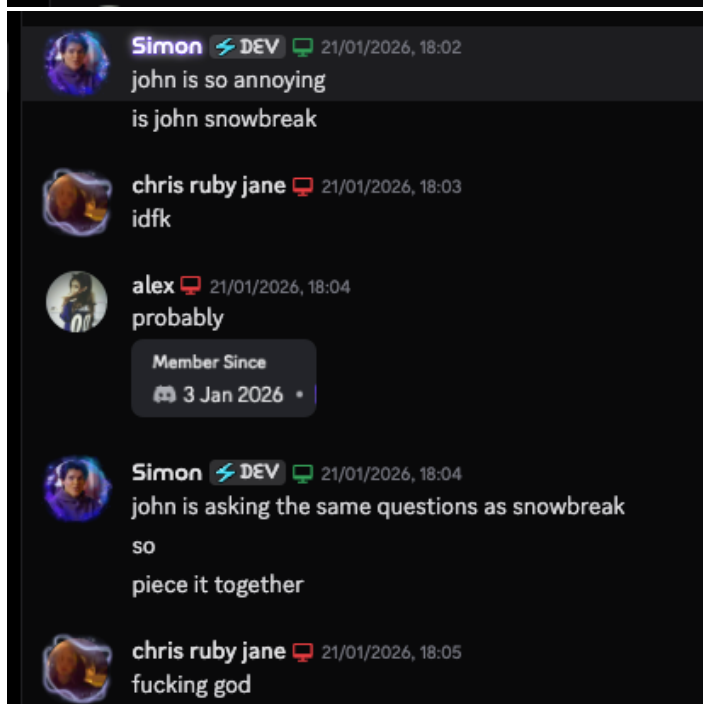 Simon DEV 21/01/2026, 18:02
john is so annoying
is john snowbreak
chris ruby jane 21/01/2026, 18:03
idfk
alex 21/01/2026, 18:04
probably
Member Since
3 Jan 2026 •
Simon DEV 21/01/2026, 18:04
john is asking the same questions as snowbreak
so
piece it together
chris ruby jane 21/01/2026, 18:05
fucking god